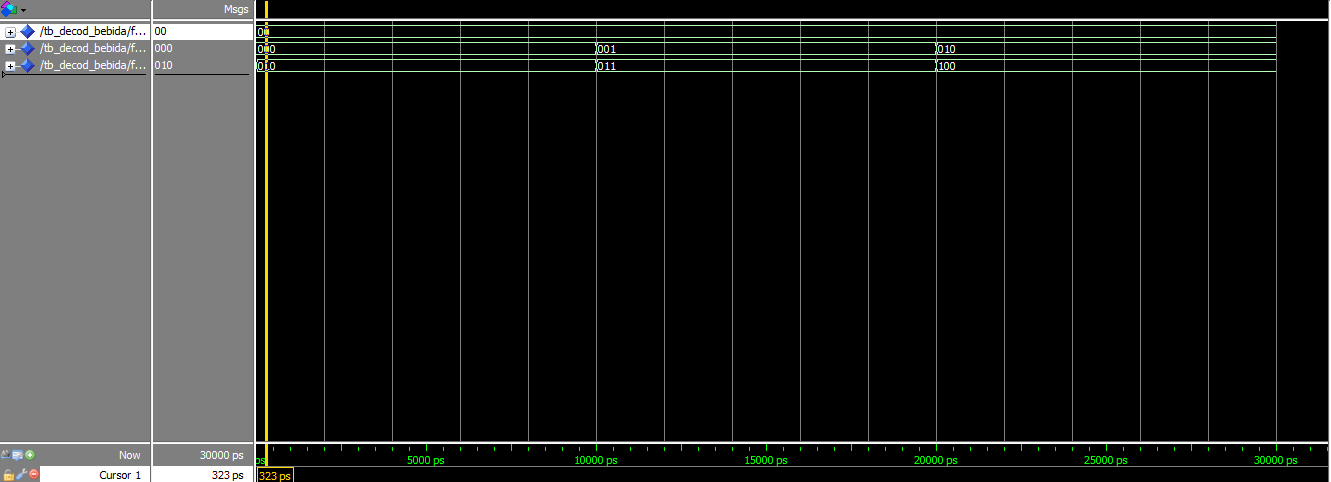 Msgs
/tb_decod_bebida/f... 00 00
/tb_decod_bebida/f... 000 000 001 010
/tb_decod_bebida/f... 010 010 011 100
Now 30000 ps ps 5000 ps 10000 ps 15000 ps 20000 ps 25000 ps 30000 ps
Cursor 1 323 ps 323 ps